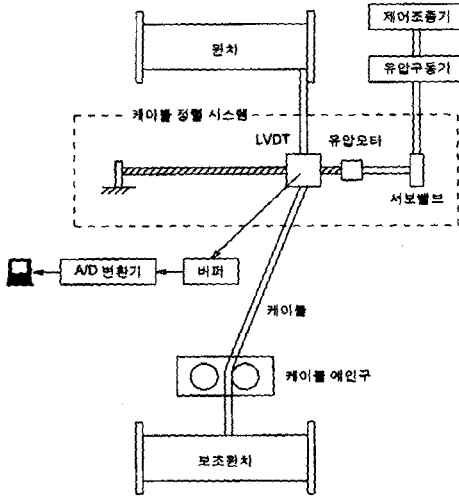 제어조종기
윈치
유압구동기
케이블 정렬 시스템
LVDT
유압모터
서보밸브
A/D 변환기
버퍼
케이블
케이블 예인구
보조윈치